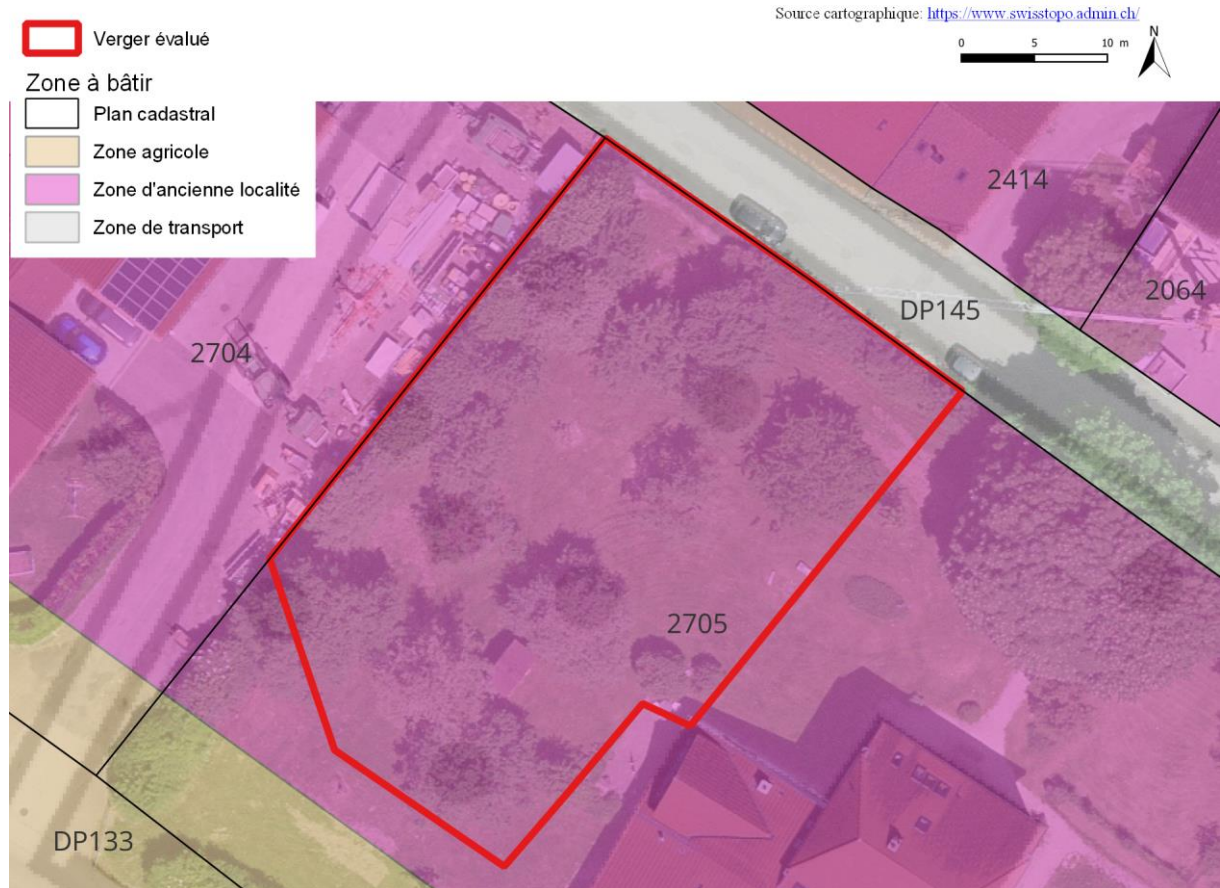 Source cartographique: https://www.swisstopo.admin.ch/
Verger évalué
0 5 10 m
N
Zone à bâtir
Plan cadastral
Zone agricole
Zone d'ancienne localité
Zone de transport
2414
2064
DP145
2704
2705
DP133